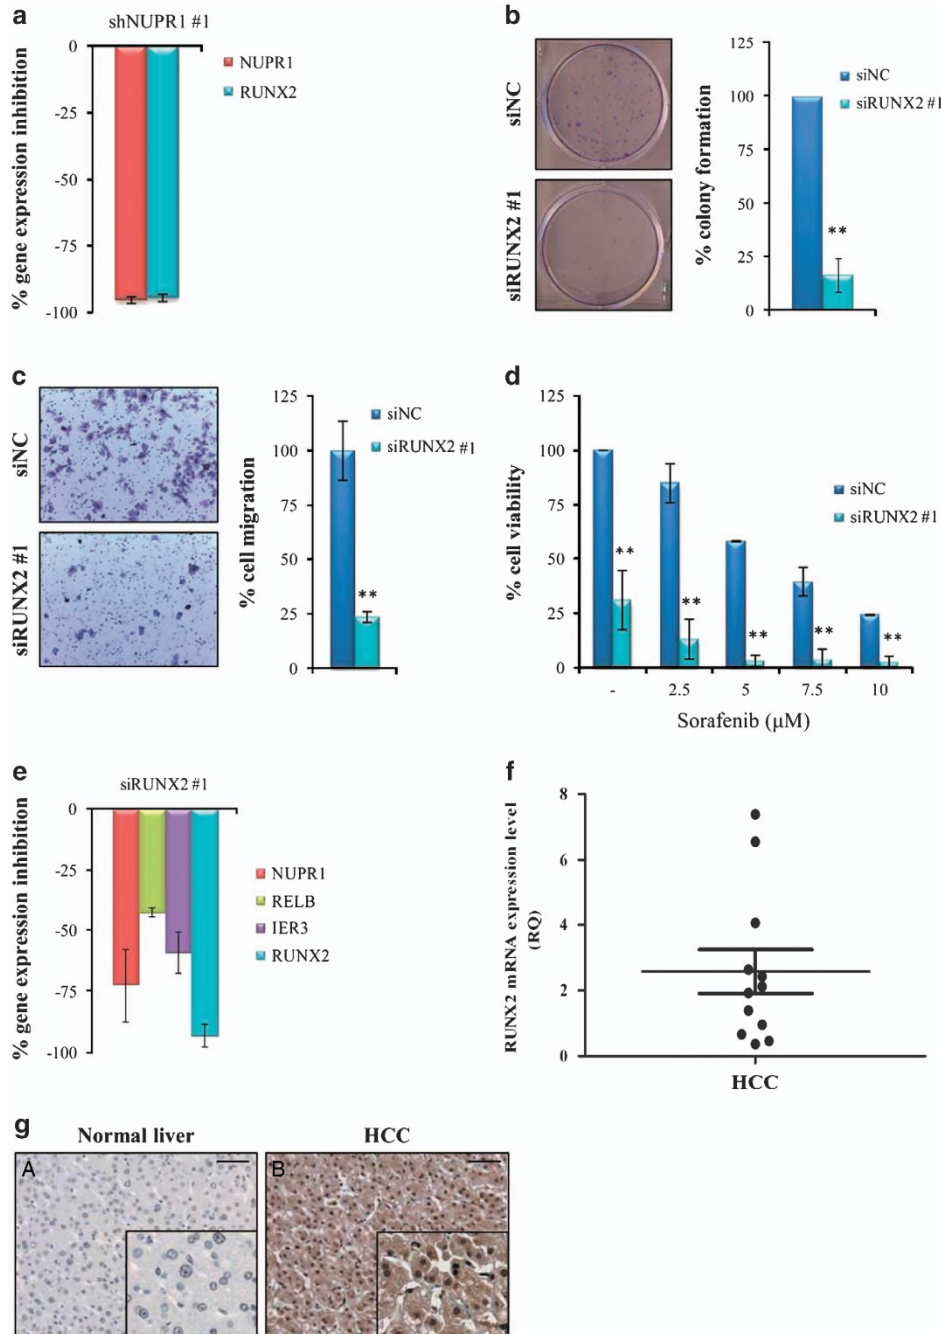 a
shNUPR1 #1
0
-25
-50
-75
-100
% gene expression inhibition
NUPR1
RUNX2
b
siNC
siRUNX2 #1
% colony formation
125
100
75
50
25
0
siNC
siRUNX2 #1
**
c
siNC
siRUNX2 #1
% cell migration
125
100
75
50
25
0
siNC
siRUNX2 #1
**
d
% cell viability
125
100
75
50
25
0
siNC
siRUNX2 #1
**
**
**
**
**
- 2.5 5 7.5 10
Sorafenib (μM)
e
siRUNX2 #1
0
-25
-50
-75
-100
% gene expression inhibition
NUPR1
RELB
IER3
RUNX2
f
RUNX2 mRNA expression level
(RQ)
8
6
4
2
0
HCC
g
Normal liver
HCC
A
B